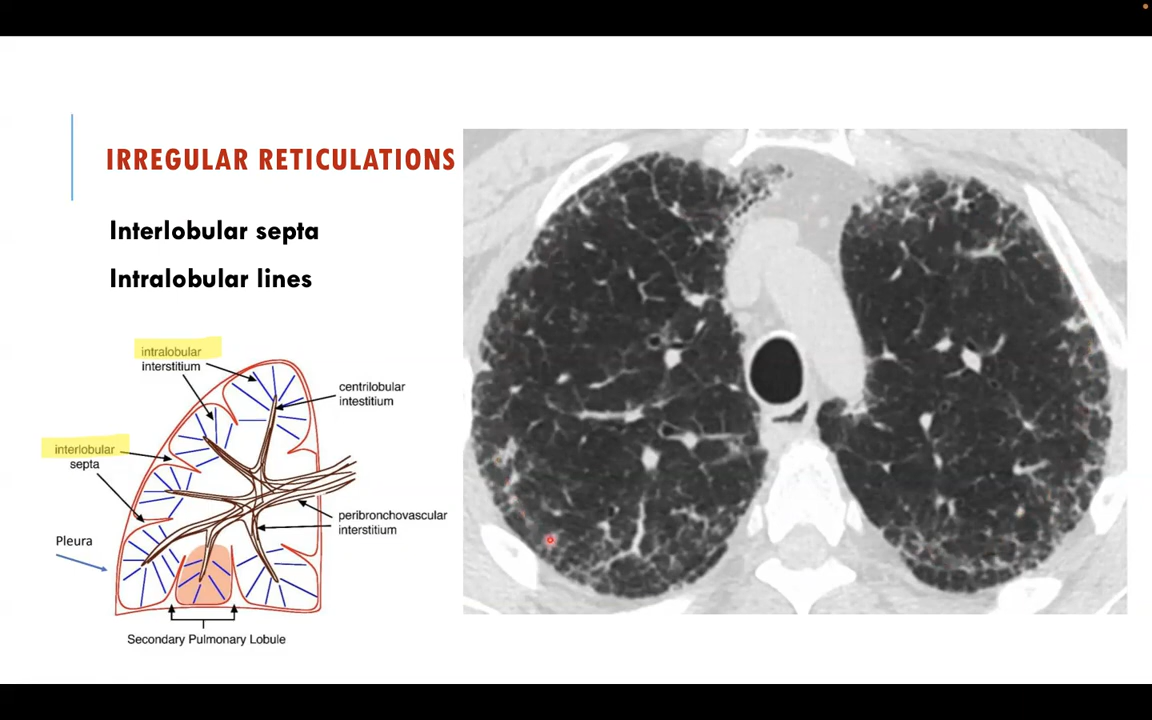 IRREGULAR RETICULATIONS
Interlobular septa
Intralobular lines
intralobular
interstitium
centrilobular
intestitium
interlobular
septa
peribronchovascular
interstitium
Pleura
Secondary Pulmonary Lobule